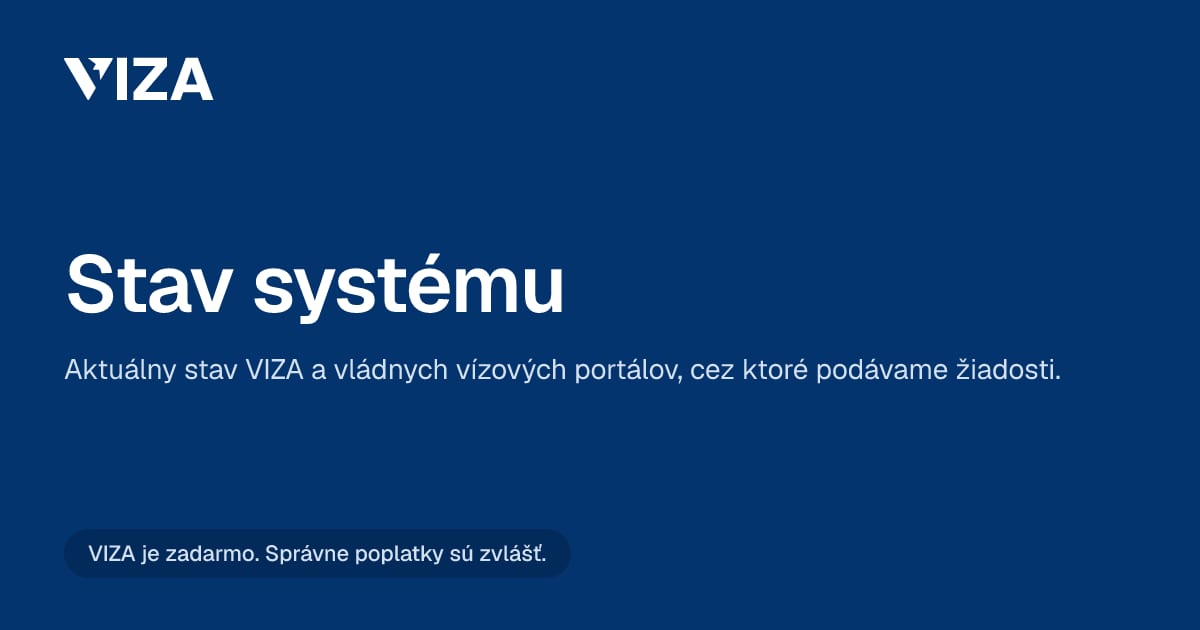 VIZA
Stav systému
Aktuálny stav VIZA a vládnych vízových portálov, cez ktoré podávame žiadosti.
VIZA je zadarmo. Správne poplatky sú zvlášť.